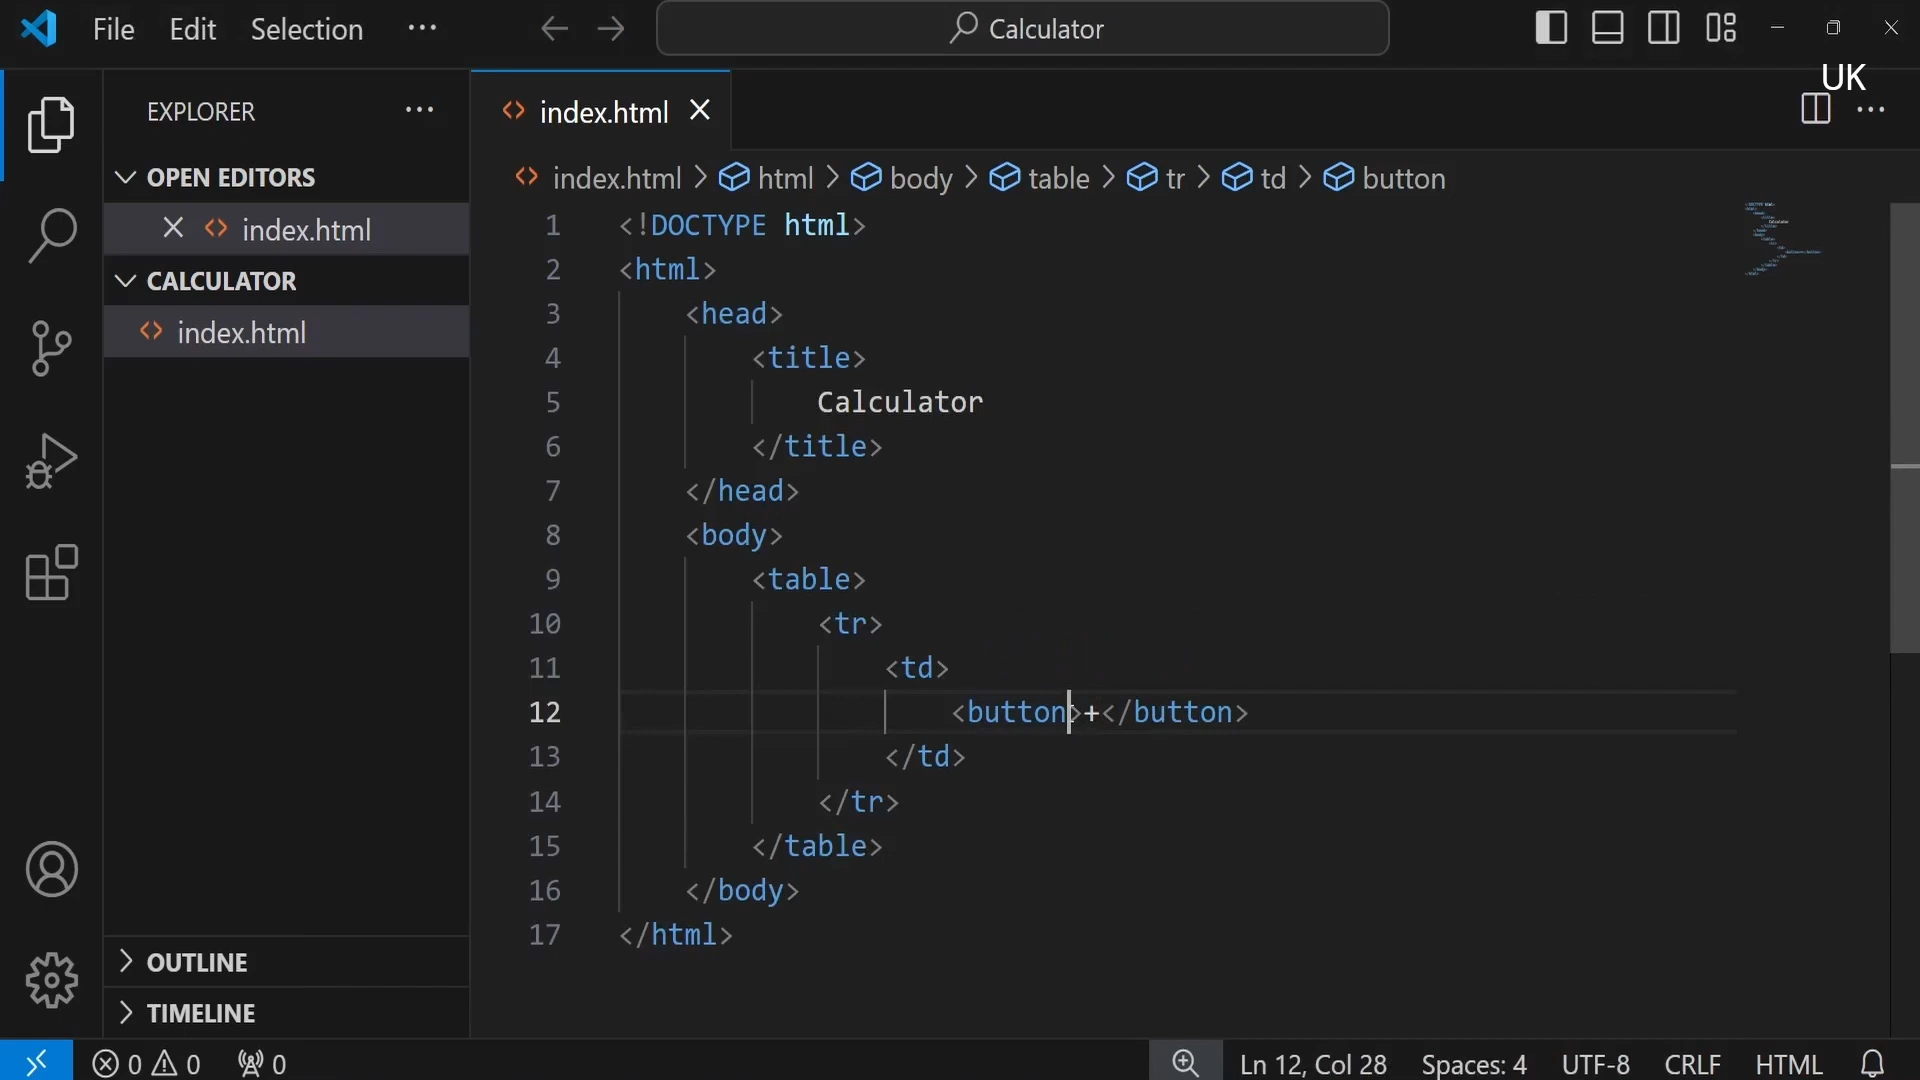 File Edit Selection ··· Calculator
UK
EXPLORER ···
index.html
OPEN EDITORS
index.html
CALCULATOR
index.html
OUTLINE
TIMELINE
index.html > html > body > table > tr > td > button
1 <!DOCTYPE html>
2 <html>
3 <head>
4 <title>
5 Calculator
6 </title>
7 </head>
8 <body>
9 <table>
10 <tr>
11 <td>
12 <button>+</button>
13 </td>
14 </tr>
15 </table>
16 </body>
17 </html>
0 0 0 Ln 12, Col 28 Spaces: 4 UTF-8 CRLF HTML